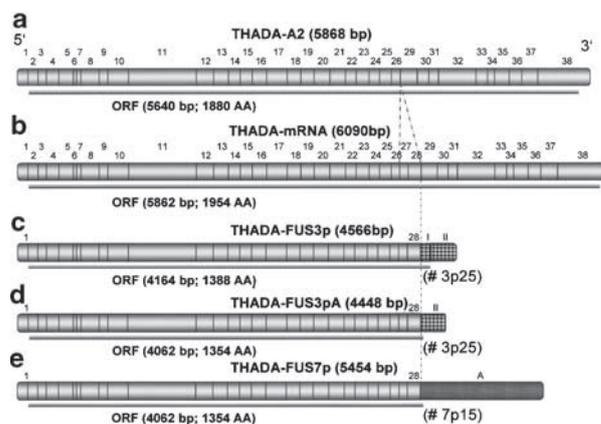 a
5' THADA-A2 (5868 bp) 3'
1 3 5 7 9 11 13 15 17 19 21 23 25 29 31 33 35 37
2 4 6 8 10 12 14 16 18 20 22 24 26 30 32 34 36 38
ORF (5640 bp; 1880 AA)
b
THADA-mRNA (6090bp)
1 3 5 7 9 11 13 15 17 19 21 23 25 27 29 31 33 35 37
2 4 6 8 10 12 14 16 18 20 22 24 26 28 30 32 34 36 38
ORF (5862 bp, 1954 AA)
c
THADA-FUS3p (4566bp)
1 28 I II
ORF (4164 bp; 1388 AA)
(# 3p25)
d
THADA-FUS3pA (4448 bp)
1 28 II
ORF (4062 bp; 1354 AA)
(# 3p25)
e
THADA-FUS7p (5454 bp)
1 28 A
ORF (4062 bp; 1354 AA)
(# 7p15)